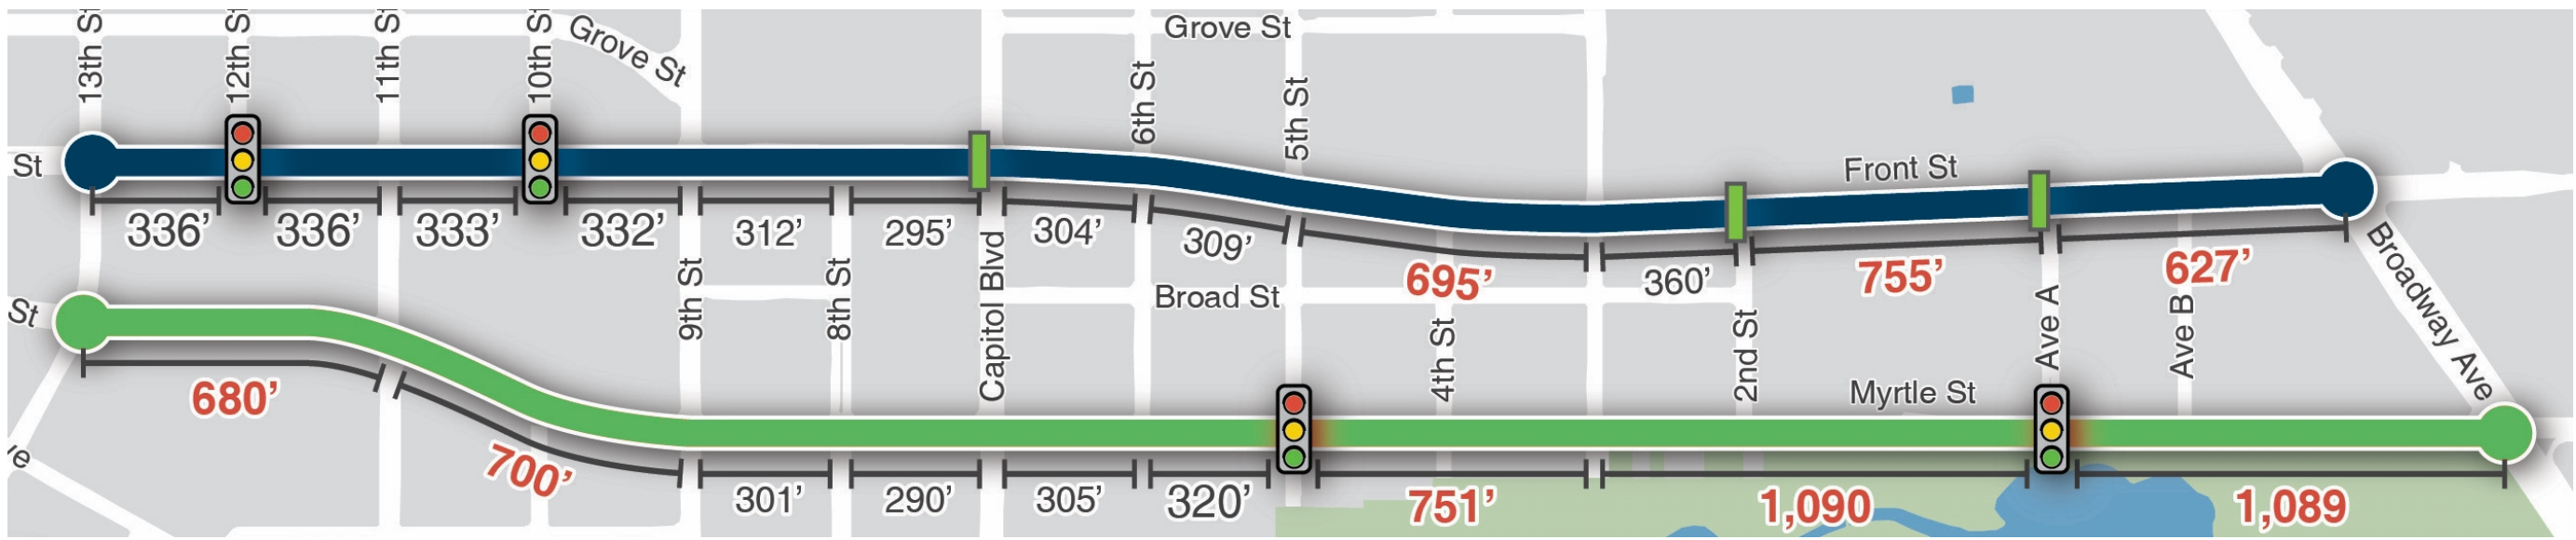 13th St
12th St
11th St
10th St
Grove St
Grove St
6th St
5th St
St
Front St
336’
336’
333’
332’
312’
295’
304’
309’
695’
360’
755’
627’
St
9th St
8th St
Capitol Blvd
Broad St
4th St
2nd St
Ave A
Ave B
Broadway Ave
Myrtle St
ve
680’
700’
301’
290’
305’
320’
751’
1,090
1,089